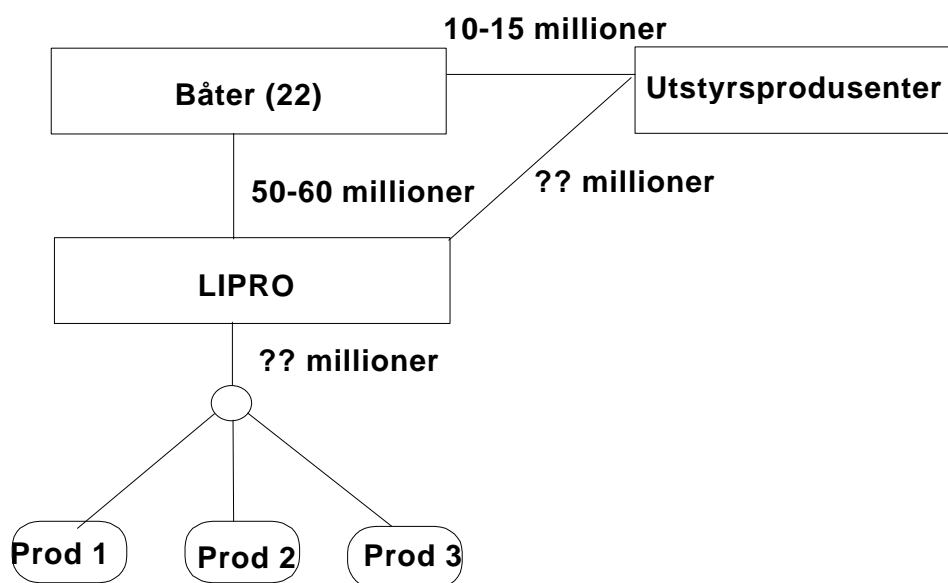 10-15 millioner
Båter (22)
Utstyrsprodusenter
50-60 millioner
?? millioner
LIPRO
?? millioner
Prod 1
Prod 2
Prod 3